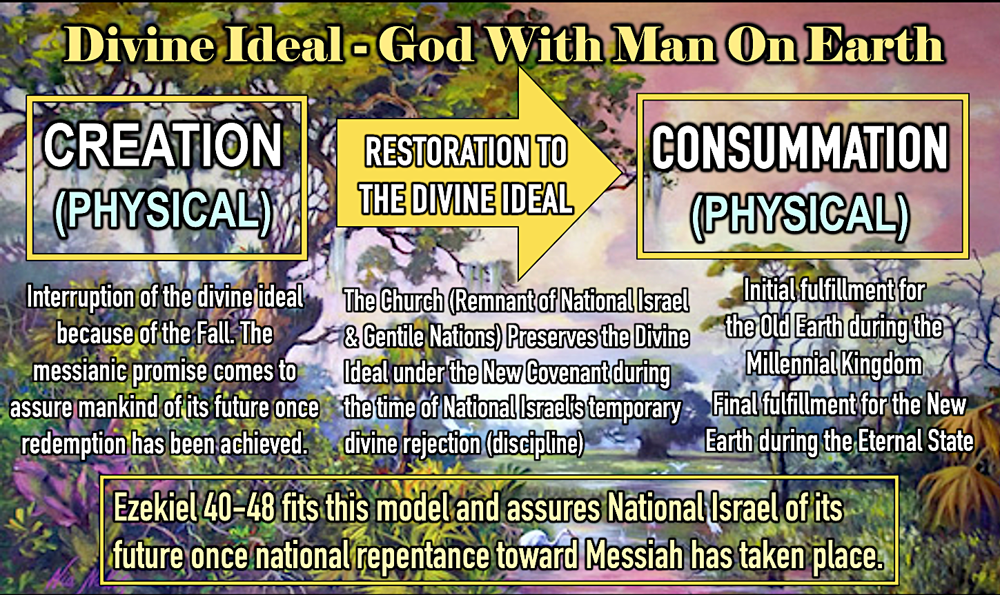 Divine Ideal - God With Man On Earth
CREATION
(PHYSICAL)
RESTORATION TO
THE DIVINE IDEAL
CONSUMMATION
(PHYSICAL)
Interruption of the divine ideal
because of the Fall. The
messianic promise comes to
assure mankind of its future once
redemption has been achieved.
The Church (Remnant of National Israel
& Gentile Nations) Preserves the Divine
Ideal under the New Covenant during
the time of National Israel's temporary
divine rejection (discipline)
Initial fulfillment for
the Old Earth during the
Millennial Kingdom
Final fulfillment for the New
Earth during the Eternal State
Ezekiel 40–48 fits this model and assures National Israel of its
future once national repentance toward Messiah has taken place.